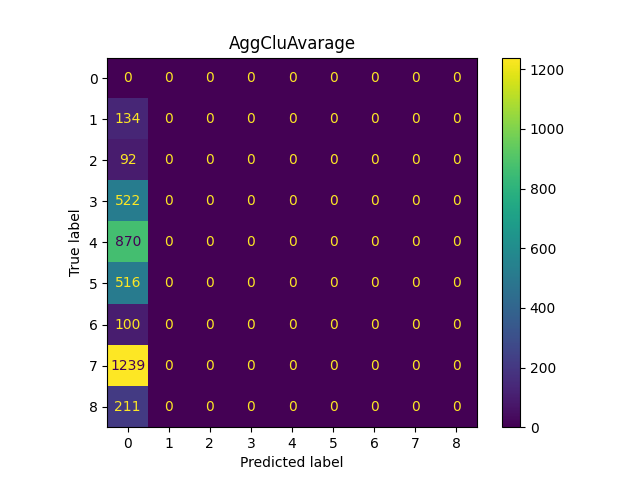 AggCluAvarage
0 0 0 0 0 0 0 0 0 0
1 134 0 0 0 0 0 0 0 0
2 92 0 0 0 0 0 0 0 0
3 522 0 0 0 0 0 0 0 0
4 870 0 0 0 0 0 0 0 0
5 516 0 0 0 0 0 0 0 0
6 100 0 0 0 0 0 0 0 0
7 1239 0 0 0 0 0 0 0 0
8 211 0 0 0 0 0 0 0 0
0 1 2 3 4 5 6 7 8
Predicted label
True label
1200
1000
800
600
400
200
0